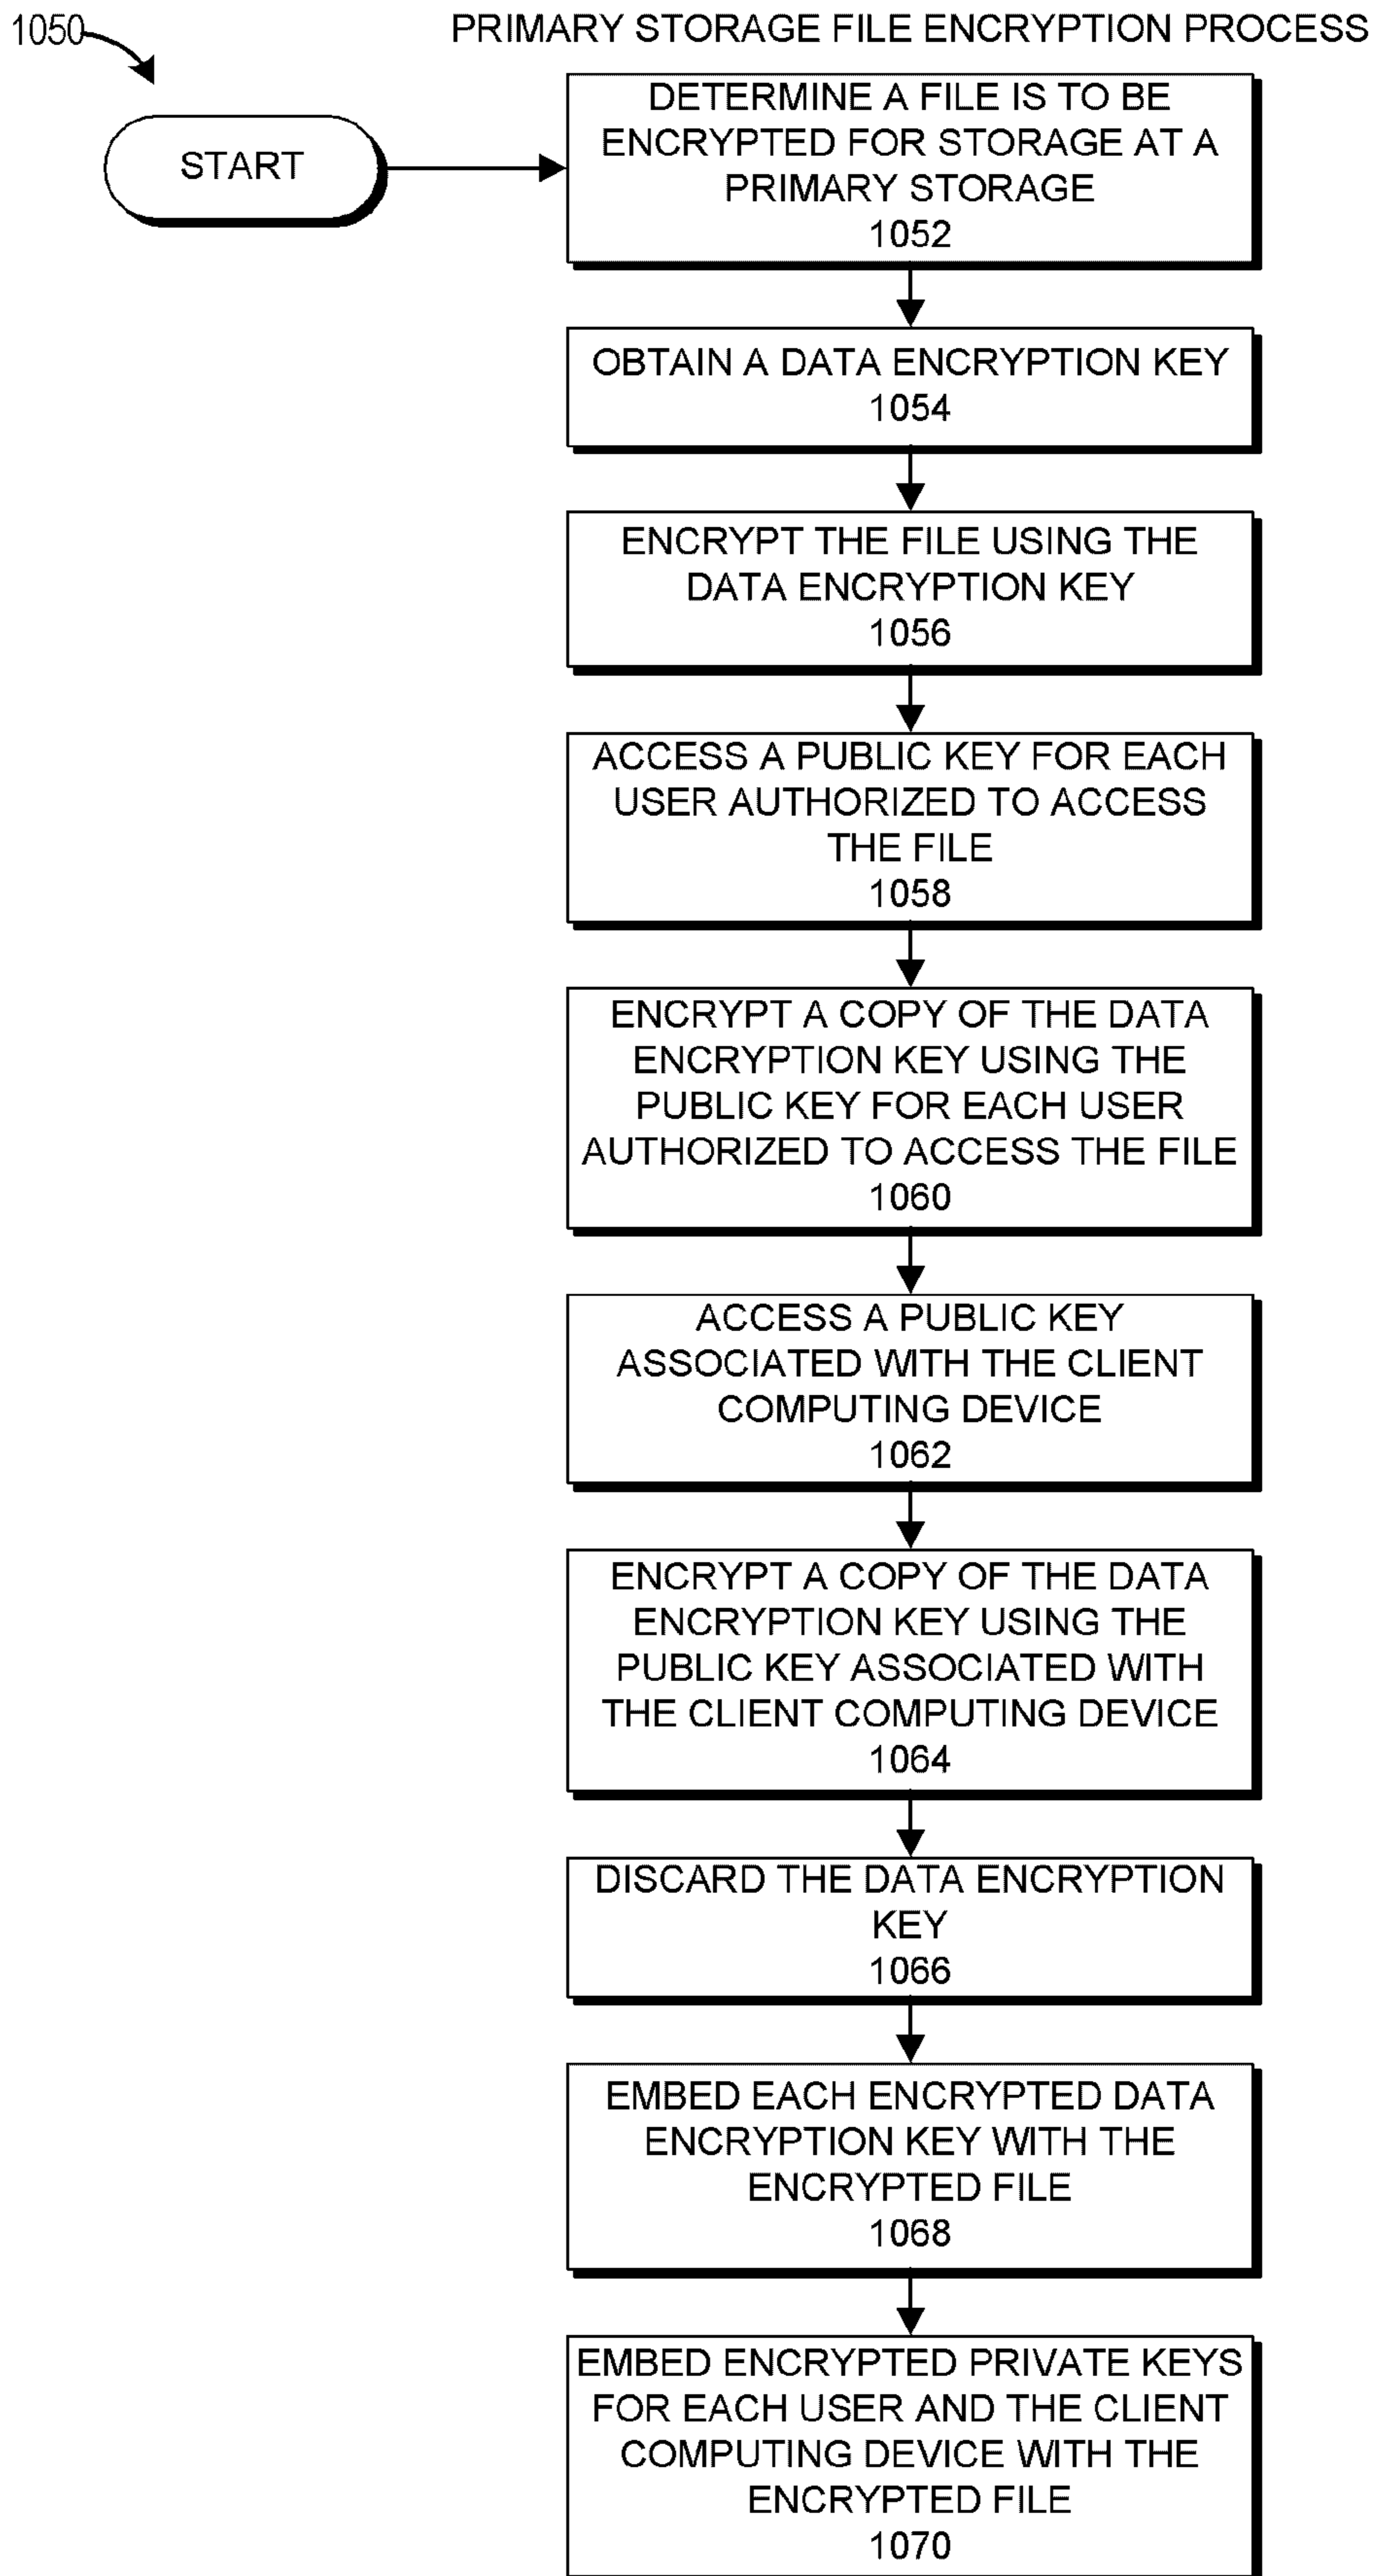 1050
PRIMARY STORAGE FILE ENCRYPTION PROCESS
START
DETERMINE A FILE IS TO BE
ENCRYPTED FOR STORAGE AT A
PRIMARY STORAGE
1052
OBTAIN A DATA ENCRYPTION KEY
1054
ENCRYPT THE FILE USING THE
DATA ENCRYPTION KEY
1056
ACCESS A PUBLIC KEY FOR EACH
USER AUTHORIZED TO ACCESS
THE FILE
1058
ENCRYPT A COPY OF THE DATA
ENCRYPTION KEY USING THE
PUBLIC KEY FOR EACH USER
AUTHORIZED TO ACCESS THE FILE
1060
ACCESS A PUBLIC KEY
ASSOCIATED WITH THE CLIENT
COMPUTING DEVICE
1062
ENCRYPT A COPY OF THE DATA
ENCRYPTION KEY USING THE
PUBLIC KEY ASSOCIATED WITH
THE CLIENT COMPUTING DEVICE
1064
DISCARD THE DATA ENCRYPTION
KEY
1066
EMBED EACH ENCRYPTED DATA
ENCRYPTION KEY WITH THE
ENCRYPTED FILE
1068
EMBED ENCRYPTED PRIVATE KEYS
FOR EACH USER AND THE CLIENT
COMPUTING DEVICE WITH THE
ENCRYPTED FILE
1070